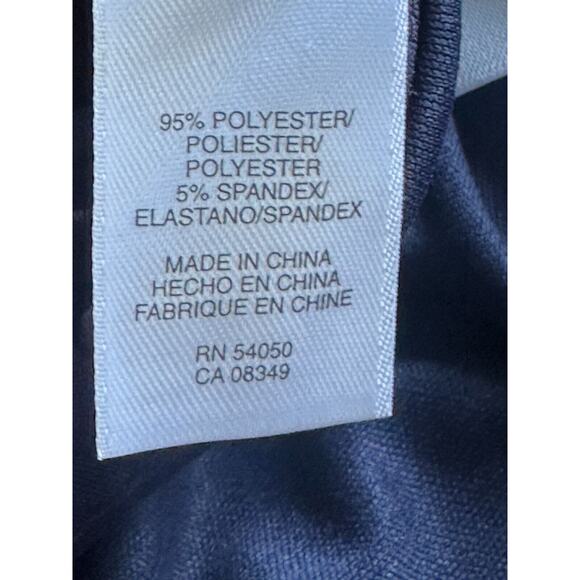 95% POLYESTER/
POLIESTER/
POLYESTER
5% SPANDEX/
ELASTANO/SPANDEX
MADE IN CHINA
HECHO EN CHINA
FABRIQUE EN CHINE
RN 54050
CA 08349